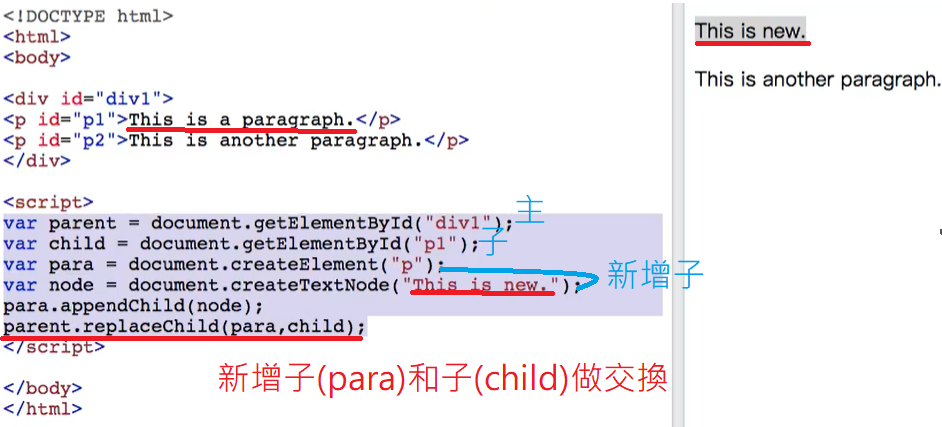 <!DOCTYPE html>
<html>
<body>
<div id="div1">
<p id="p1">This is a paragraph.</p>
<p id="p2">This is another paragraph.</p>
</div>
<script>
var parent = document.getElementById("div1"); 主
var child = document.getElementById("p1"); 子
var para = document.createElement("p");
var node = document.createTextNode("This is new."); 新增子
para.appendChild(node);
parent.replaceChild(para,child);
</script>
新增子(para)和子(child)做交換
</body>
</html>
This is new.
This is another paragraph.